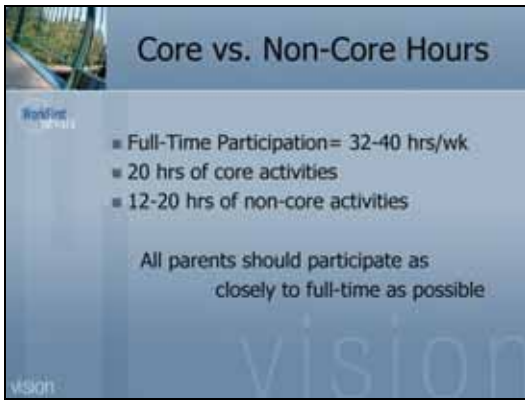 Core vs. Non-Core Hours
WorkFirst
Full-Time Participation= 32-40 hrs/wk
20 hrs of core activities
12-20 hrs of non-core activities
All parents should participate as
closely to full-time as possible
vision
vision